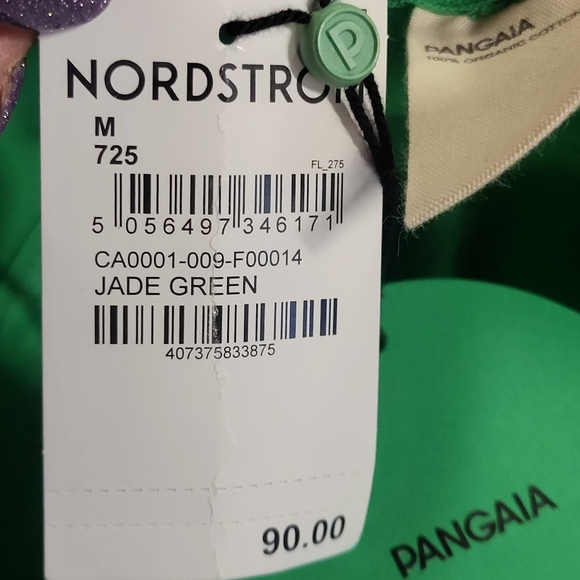 P
NORDSTROM
M
725
FL_275
5 056497 346171
CA0001-009-F00014
JADE GREEN
407375833875
90.00
PANGAIA
100% ORGANIC COTTON
PANGAIA